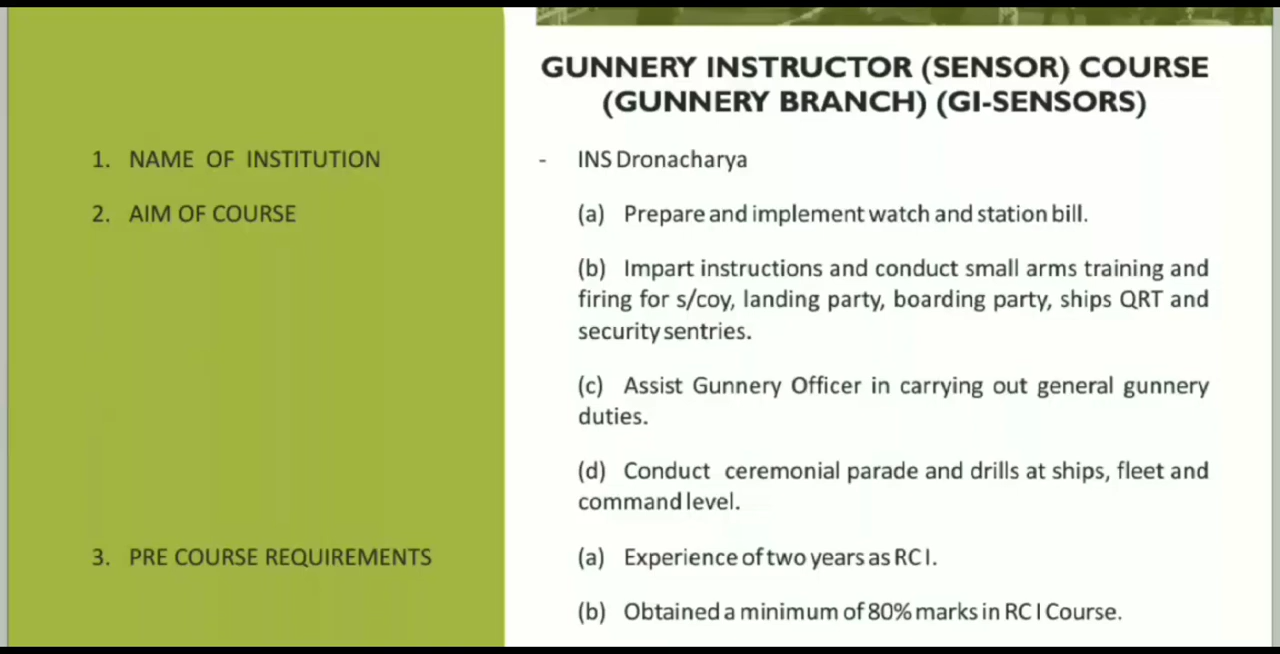 GUNNERY INSTRUCTOR (SENSOR) COURSE
(GUNNERY BRANCH) (GI-SENSORS)
1. NAME OF INSTITUTION - INS Dronacharya
2. AIM OF COURSE (a) Prepare and implement watch and station bill.
(b) Impart instructions and conduct small arms training and
firing for s/coy, landing party, boarding party, ships QRT and
security sentries.
(c) Assist Gunnery Officer in carrying out general gunnery
duties.
(d) Conduct ceremonial parade and drills at ships, fleet and
command level.
3. PRE COURSE REQUIREMENTS (a) Experience of two years as RC I.
(b) Obtained a minimum of 80% marks in RC I Course.